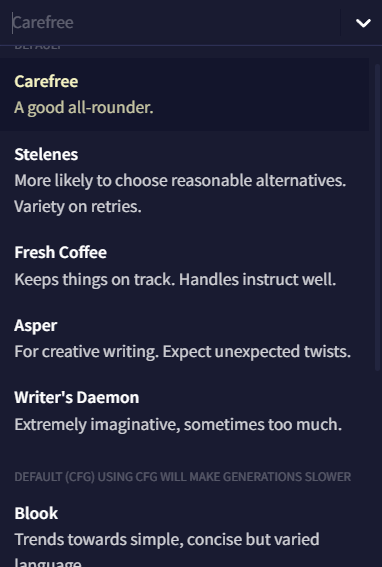 Carefree
DEFAULT
Carefree
A good all-rounder.
Stelenes
More likely to choose reasonable alternatives.
Variety on retries.
Fresh Coffee
Keeps things on track. Handles instruct well.
Asper
For creative writing. Expect unexpected twists.
Writer's Daemon
Extremely imaginative, sometimes too much.
DEFAULT (CFG) USING CFG WILL MAKE GENERATIONS SLOWER
Blook
Trends towards simple, concise but varied
language.